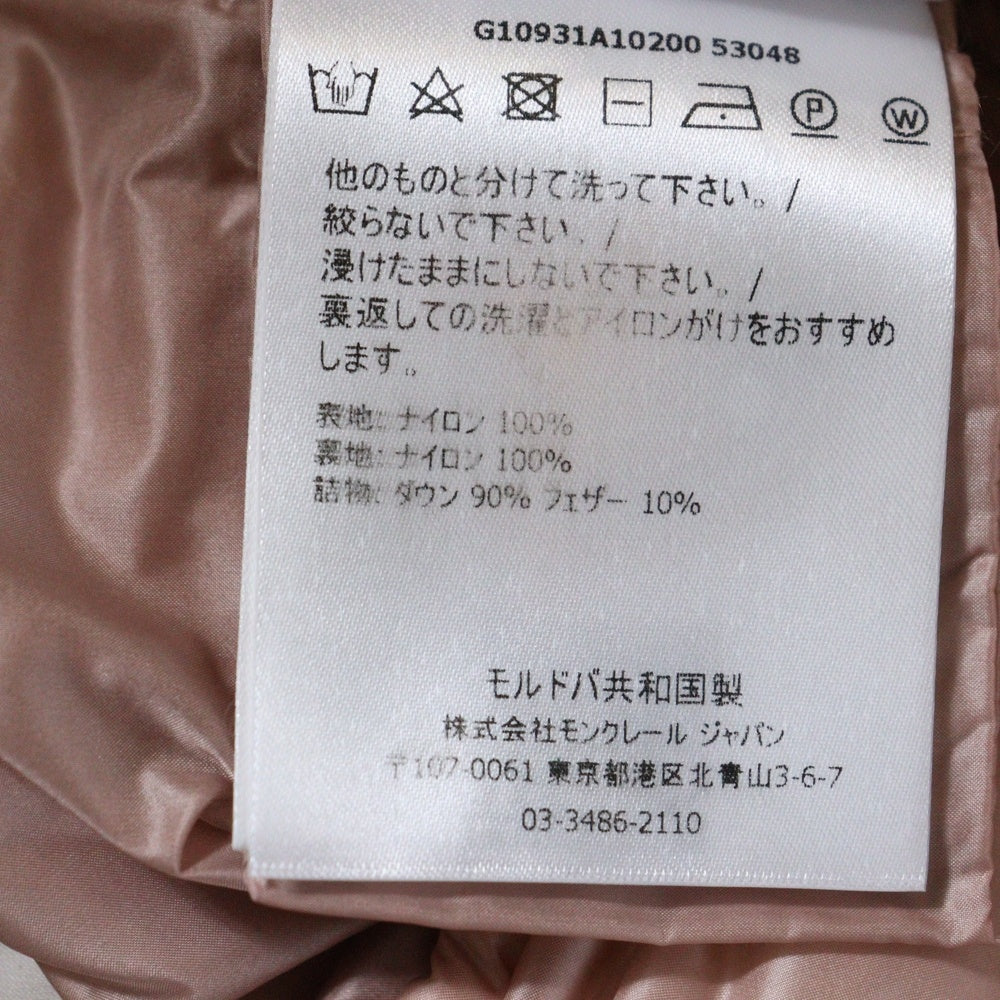 G10931A10200 53048
P W
他のものと分けて洗って下さい。/
絞らないで下さい。/
浸けたままにしないで下さい。/
裏返しての洗濯とアイロンがけをおすすめ
します。
表地: ナイロン 100%
裏地: ナイロン 100%
詰物: ダウン 90% フェザー 10%
モルドバ共和国製
株式会社モンクレール ジャパン
〒107-0061 東京都港区北青山3-6-7
03-3486-2110